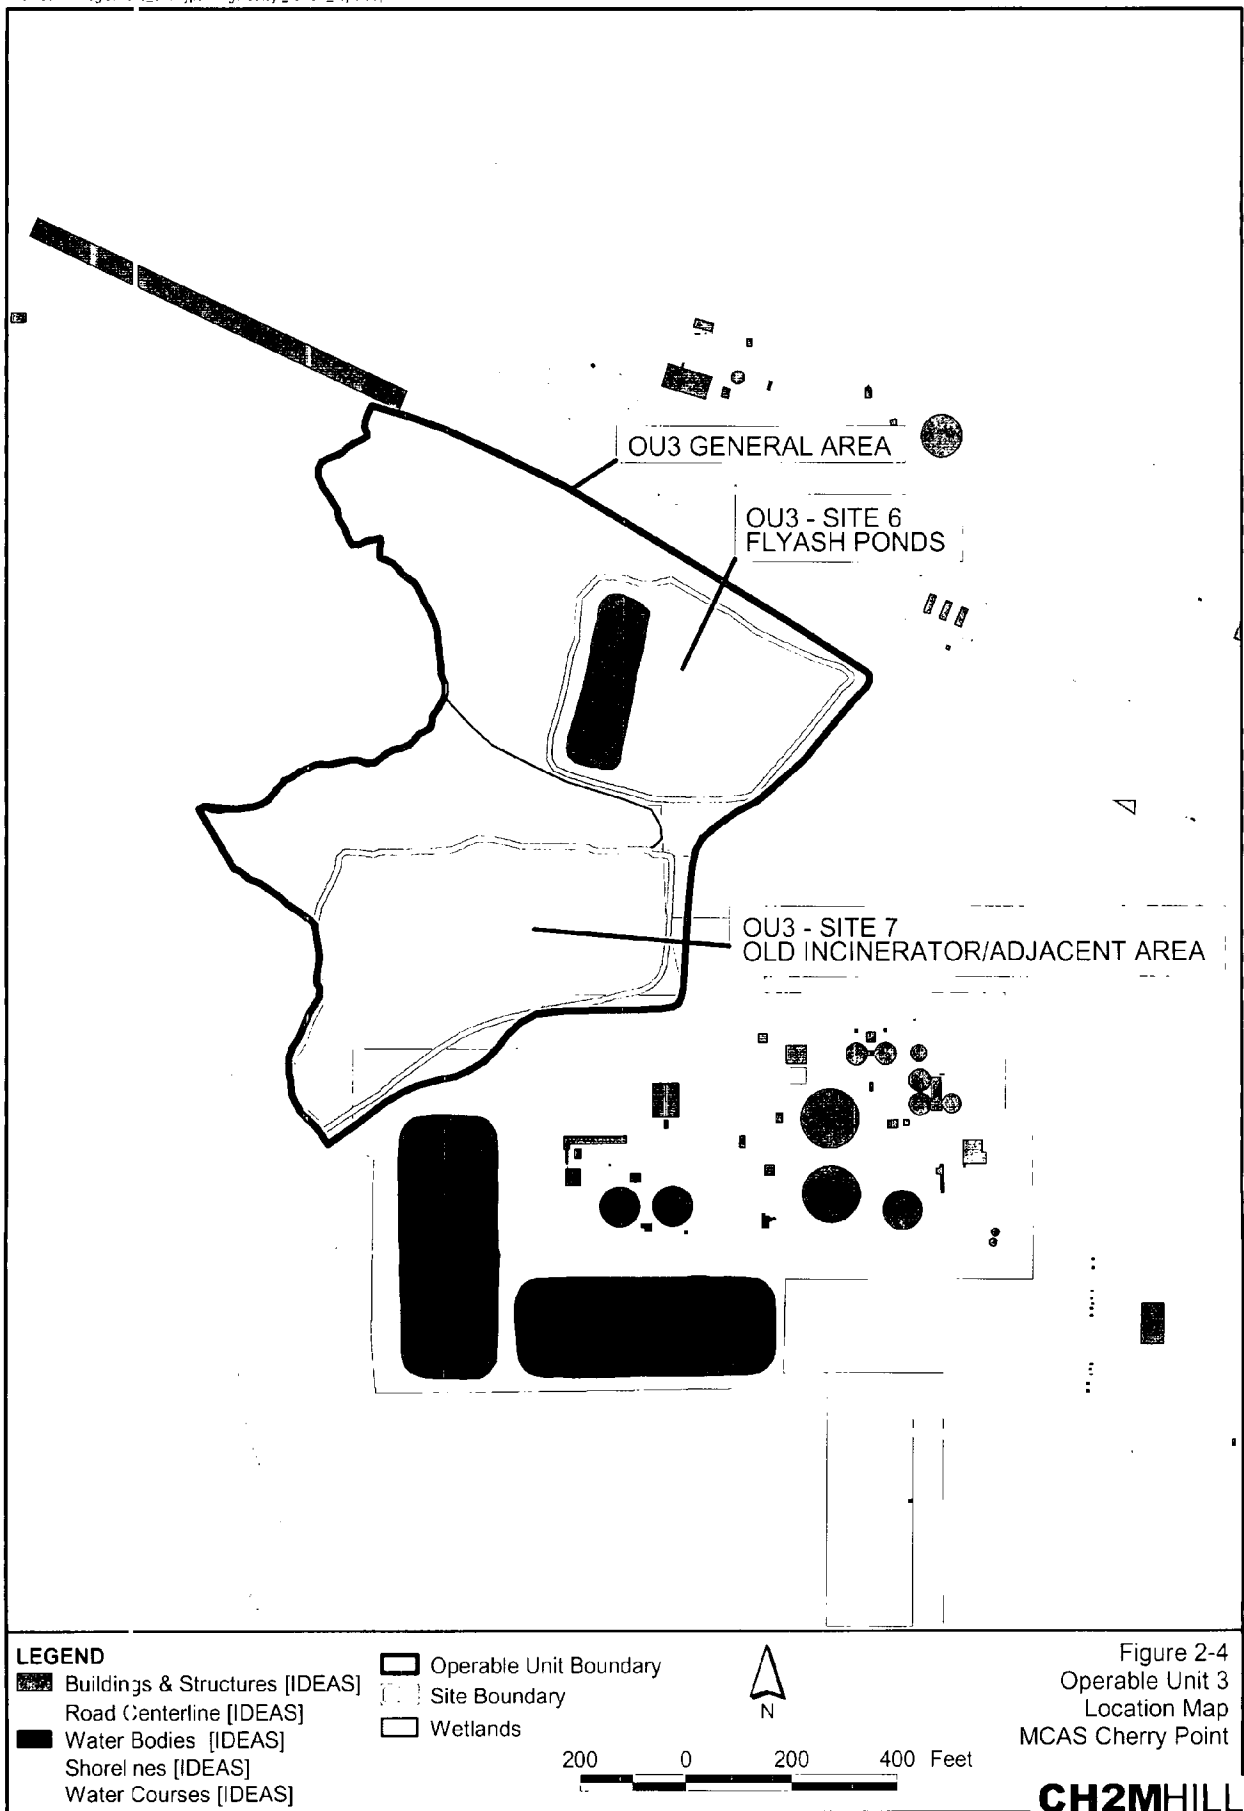 OU3 GENERAL AREA
OU3 - SITE 6
FLYASH PONDS
OU3 - SITE 7
OLD INCINERATOR/ADJACENT AREA
LEGEND
Buildings & Structures [IDEAS]
Road Centerline [IDEAS]
Water Bodies [IDEAS]
Shorelines [IDEAS]
Water Courses [IDEAS]
Operable Unit Boundary
Site Boundary
Wetlands
N
200 0 200 400 Feet
Figure 2-4
Operable Unit 3
Location Map
MCAS Cherry Point
CH2MHILL